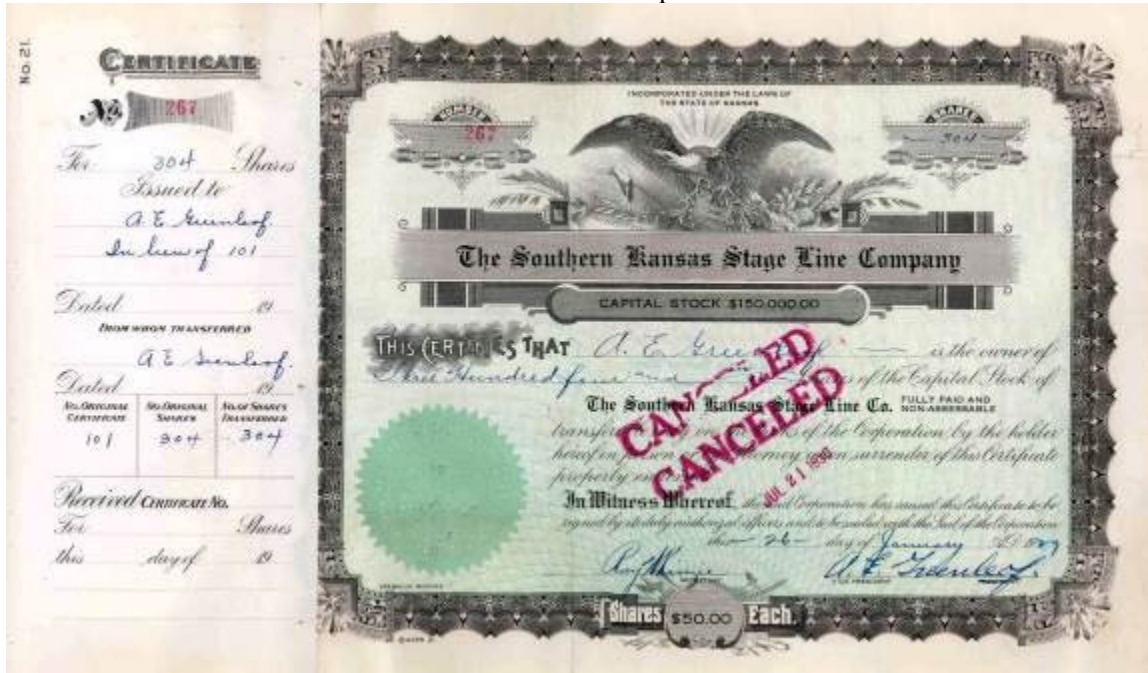 No. 21.
CERTIFICATE
No. 267
For 304 Shares
Issued to
A. E. Greenleaf.
In lieu of 101
Dated 19
FROM WHOM TRANSFERRED
A E Greenleaf.
Dated 19
No. Original Certificate No. Original Shares No. of Shares Transferred
101 304 304
Received CERTIFICATE No.
For Shares
this day of 19
INCORPORATED UNDER THE LAWS OF
THE STATE OF KANSAS
NUMBER
267
SHARES
304
The Southern Kansas Stage Line Company
CAPITAL STOCK $150.000.00
THIS CERTIFIES THAT A. E. Greenleaf is the owner of
Three Hundred four and of the Capital Stock of
The Southern Kansas Stage Line Co. FULLY PAID AND
NON-ASSESSABLE
of the Corporation by the holder
hereof in person Attorney upon surrender of this Certificate
properly
CANCELED
CANCELED
JUL 21 1930
In Witness Whereof, the said Corporation has caused this Certificate to be
signed by its duly authorized officers and to be sealed with the Seal of the Corporation
this 26 day of January A.D.
A. E. Greenleaf.
SECRETARY
VICE PRESIDENT
Shares $50.00 Each.